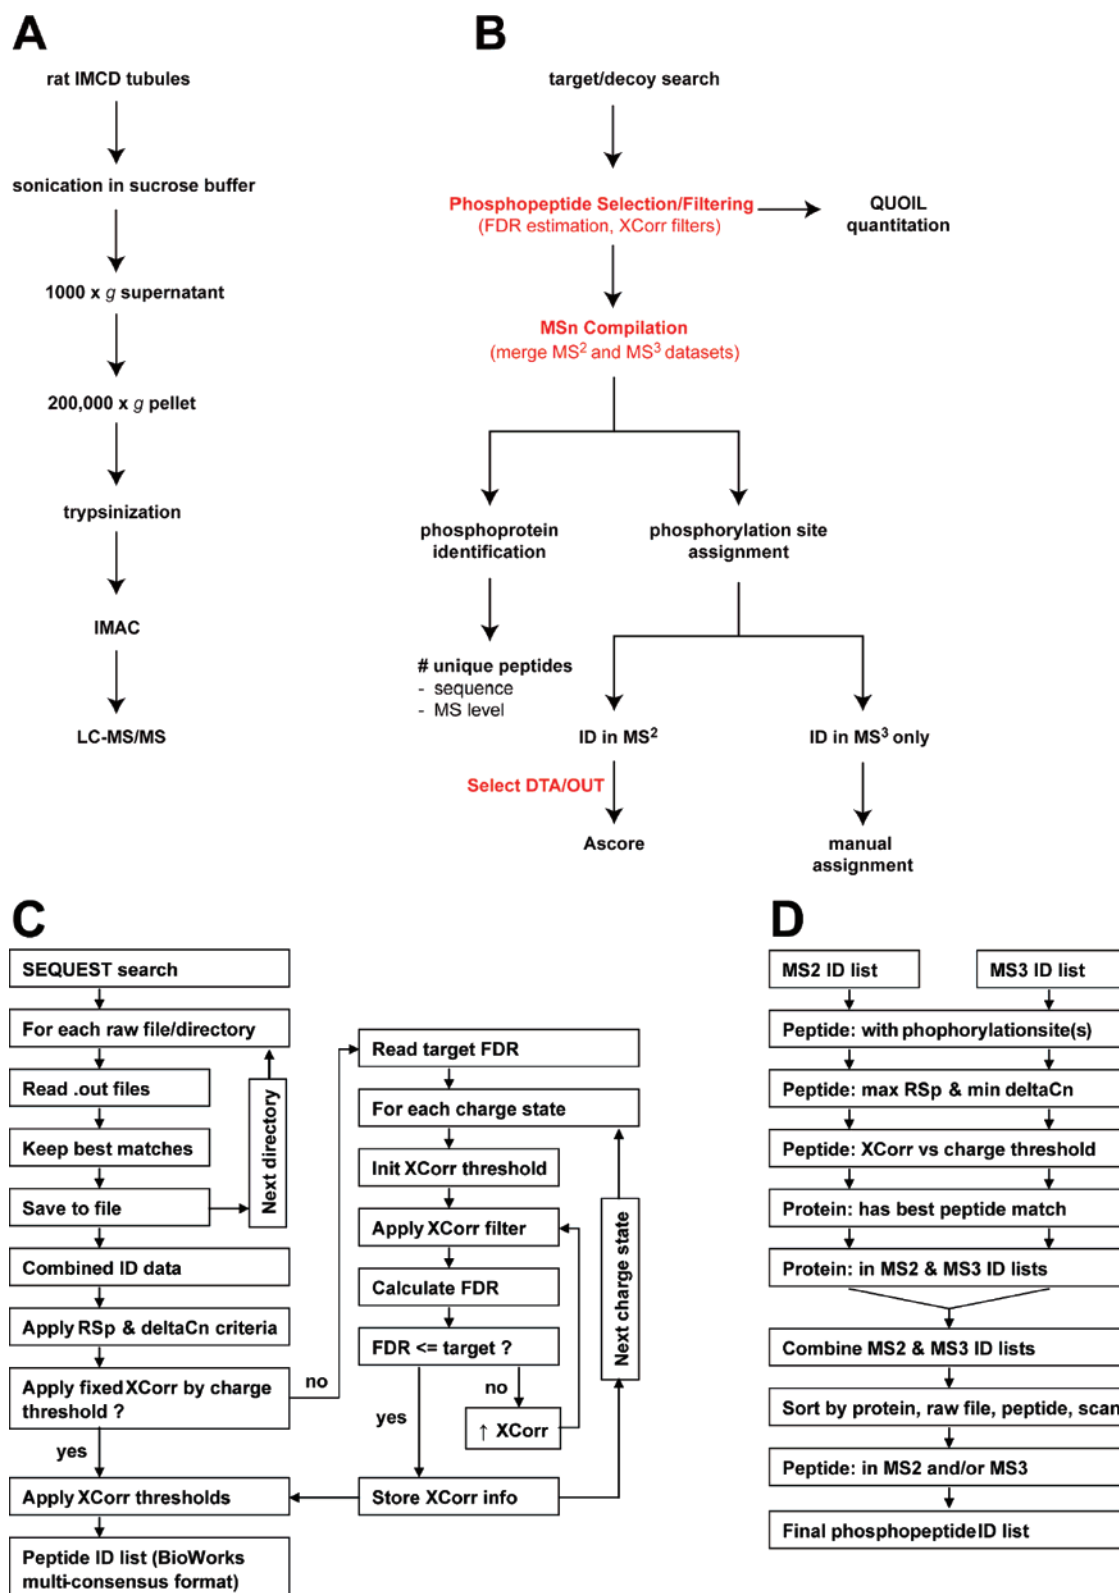 A
rat IMCD tubules
sonication in sucrose buffer
1000 x g supernatant
200,000 x g pellet
trypsinization
IMAC
LC-MS/MS
B
target/decoy search
Phosphopeptide Selection/Filtering
(FDR estimation, XCorr filters)
QUOIL
quantitation
MSn Compilation
(merge MS² and MS³ datasets)
phosphoprotein
identification
phosphorylation site
assignment
# unique peptides
- sequence
- MS level
ID in MS²
ID in MS³ only
Select DTA/OUT
Ascore
manual
assignment
C
SEQUEST search
For each raw file/directory
Read .out files
Keep best matches
Save to file
Next directory
Combined ID data
Apply RSp & deltaCn criteria
Apply fixed XCorr by charge
threshold ?
no
yes
Apply XCorr thresholds
Peptide ID list (BioWorks
multi-consensus format)
Read target FDR
For each charge state
Init XCorr threshold
Apply XCorr filter
Calculate FDR
FDR <= target ?
no
yes
↑ XCorr
Next charge state
Store XCorr info
D
MS2 ID list
MS3 ID list
Peptide: with phophorylationsite(s)
Peptide: max RSp & min deltaCn
Peptide: XCorr vs charge threshold
Protein: has best peptide match
Protein: in MS2 & MS3 ID lists
Combine MS2 & MS3 ID lists
Sort by protein, raw file, peptide, scan
Peptide: in MS2 and/or MS3
Final phosphopeptide ID list